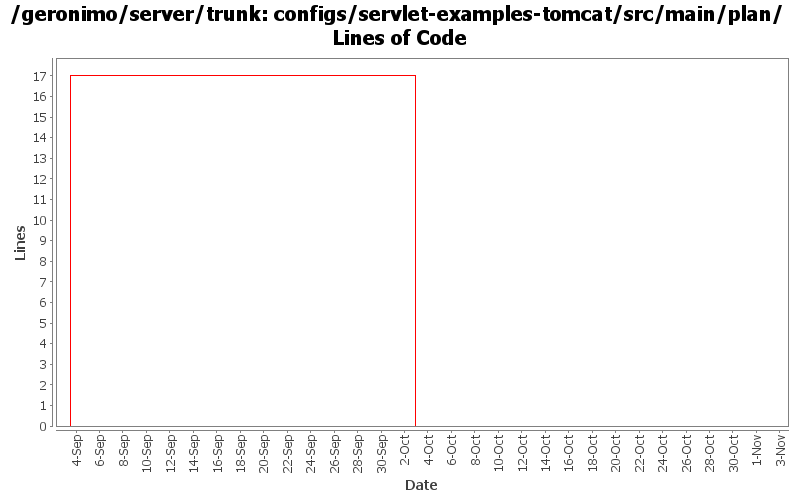 /geronimo/server/trunk: configs/servlet-examples-tomcat/src/main/plan/
Lines of Code
17
16
15
14
13
12
11
10
9
8
7
6
5
4
3
2
1
0
Lines
4-Sep
6-Sep
8-Sep
10-Sep
12-Sep
14-Sep
16-Sep
18-Sep
20-Sep
22-Sep
24-Sep
26-Sep
28-Sep
30-Sep
2-Oct
4-Oct
6-Oct
8-Oct
10-Oct
12-Oct
14-Oct
16-Oct
18-Oct
20-Oct
22-Oct
24-Oct
26-Oct
28-Oct
30-Oct
1-Nov
3-Nov
Date